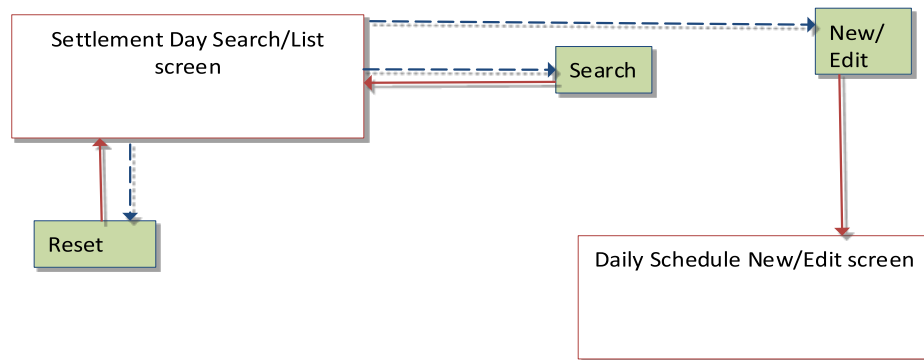 Settlement Day Search/List
screen
New/
Edit
Search
Reset
Daily Schedule New/Edit screen